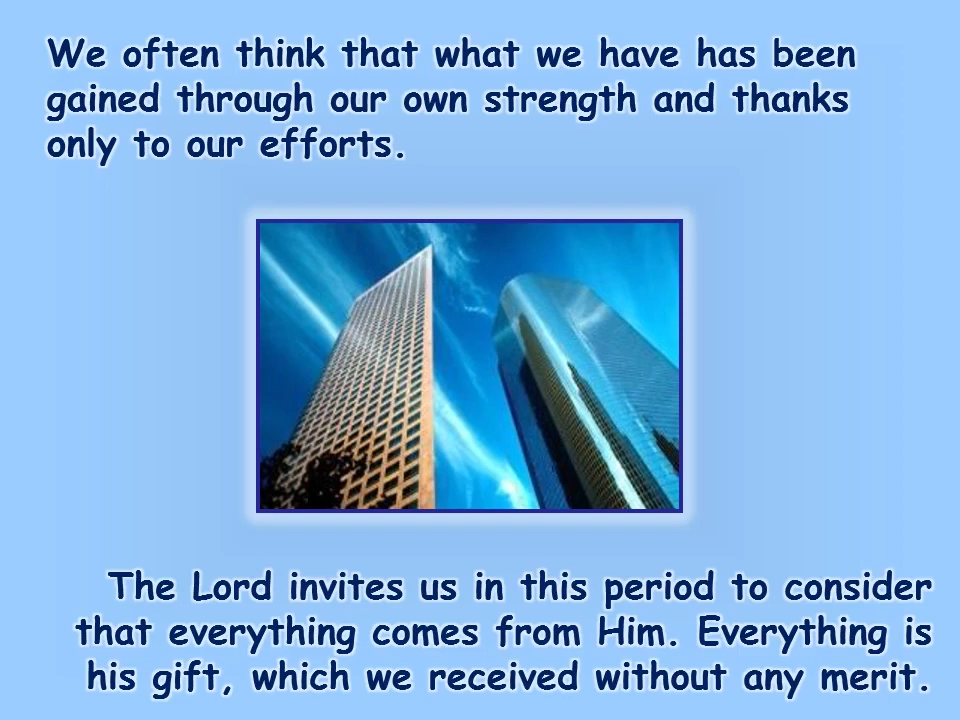 We often think that what we have has been
gained through our own strength and thanks
only to our efforts.
The Lord invites us in this period to consider
that everything comes from Him. Everything is
his gift, which we received without any merit.